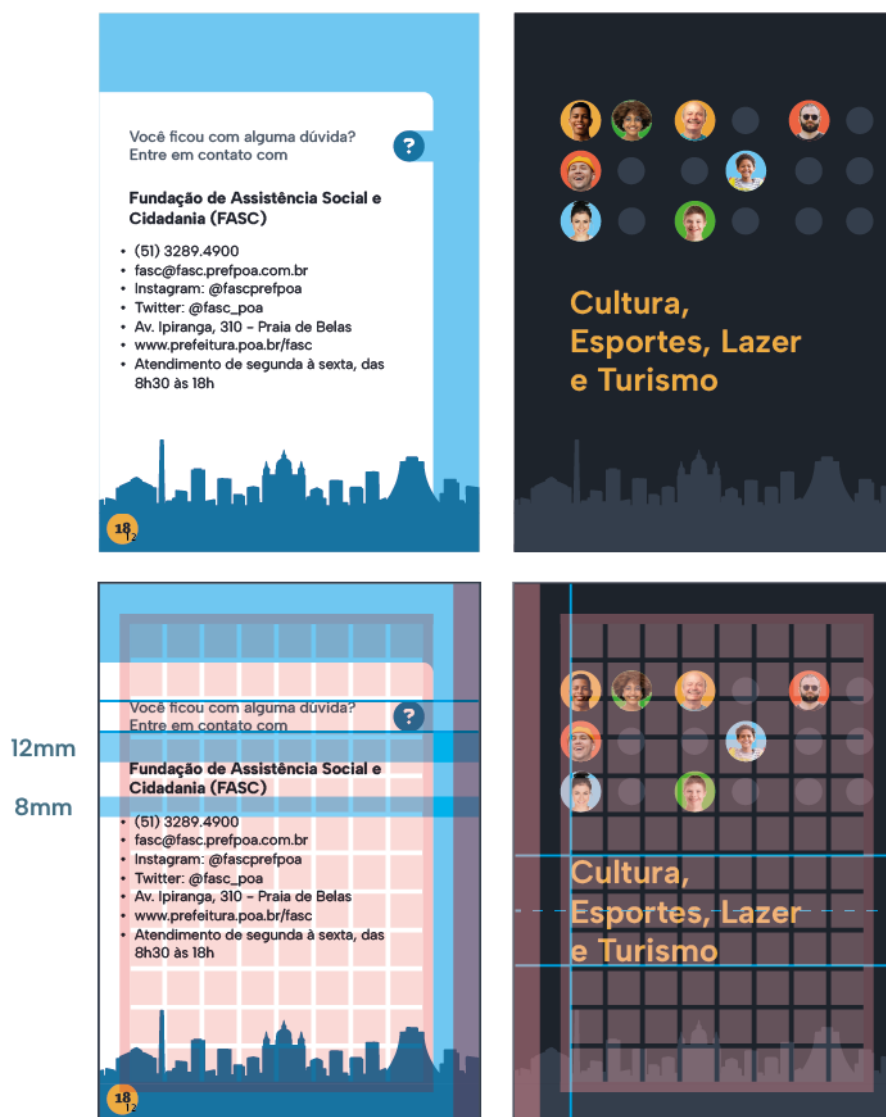 Você ficou com alguma dúvida?
Entre em contato com
?
Fundação de Assistência Social e
Cidadania (FASC)
• (51) 3289.4900
• fasc@fasc.prefpoa.com.br
• Instagram: @fascprefpoa
• Twitter: @fasc_poa
• Av. Ipiranga, 310 - Praia de Belas
• www.prefeitura.poa.br/fasc
• Atendimento de segunda à sexta, das
8h30 às 18h
18
12
Cultura,
Esportes, Lazer
e Turismo
Você ficou com alguma dúvida?
Entre em contato com
?
12mm
Fundação de Assistência Social e
Cidadania (FASC)
8mm
• (51) 3289.4900
• fasc@fasc.prefpoa.com.br
• Instagram: @fascprefpoa
• Twitter: @fasc_poa
• Av. Ipiranga, 310 - Praia de Belas
• www.prefeitura.poa.br/fasc
• Atendimento de segunda à sexta, das
8h30 às 18h
18
12
Cultura,
Esportes, Lazer
e Turismo